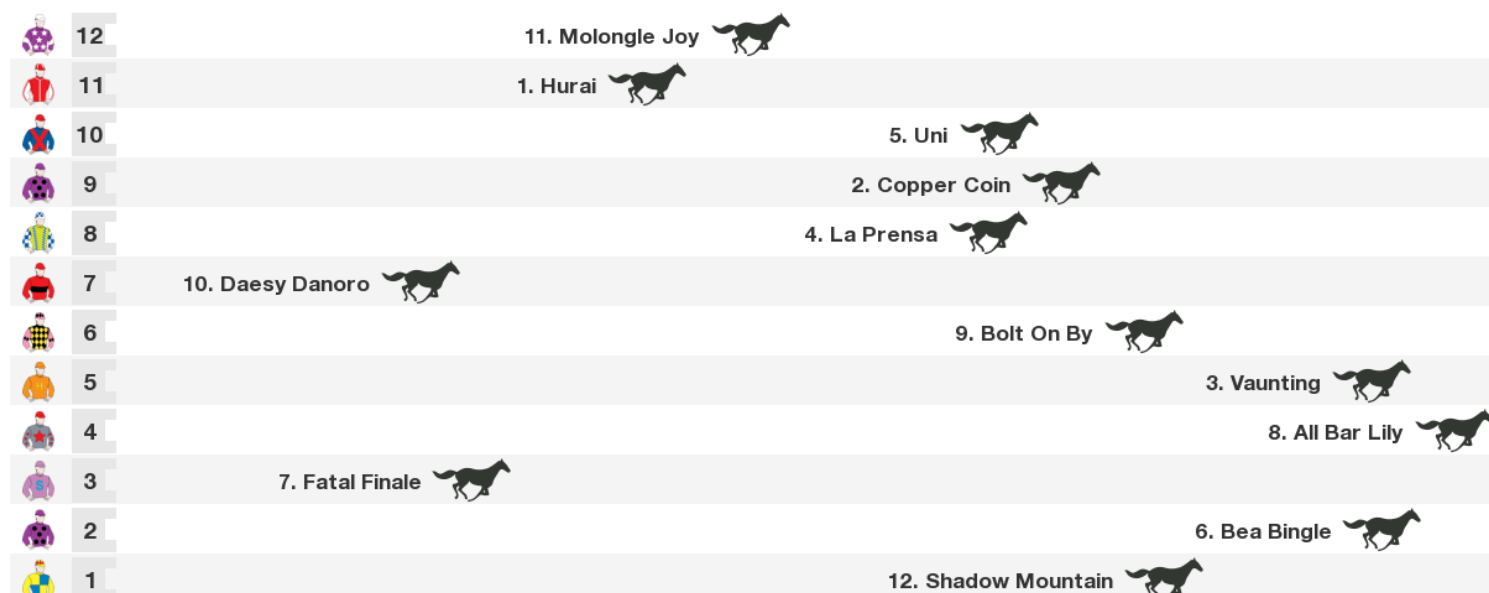 12 11. Molongle Joy
11 1. Hurai
10 5. Uni
9 2. Copper Coin
8 4. La Prensa
7 10. Daesy Danoro
6 9. Bolt On By
5 3. Vaunting
4 8. All Bar Lily
S 3 7. Fatal Finale
2 6. Bea Bingle
1 12. Shadow Mountain